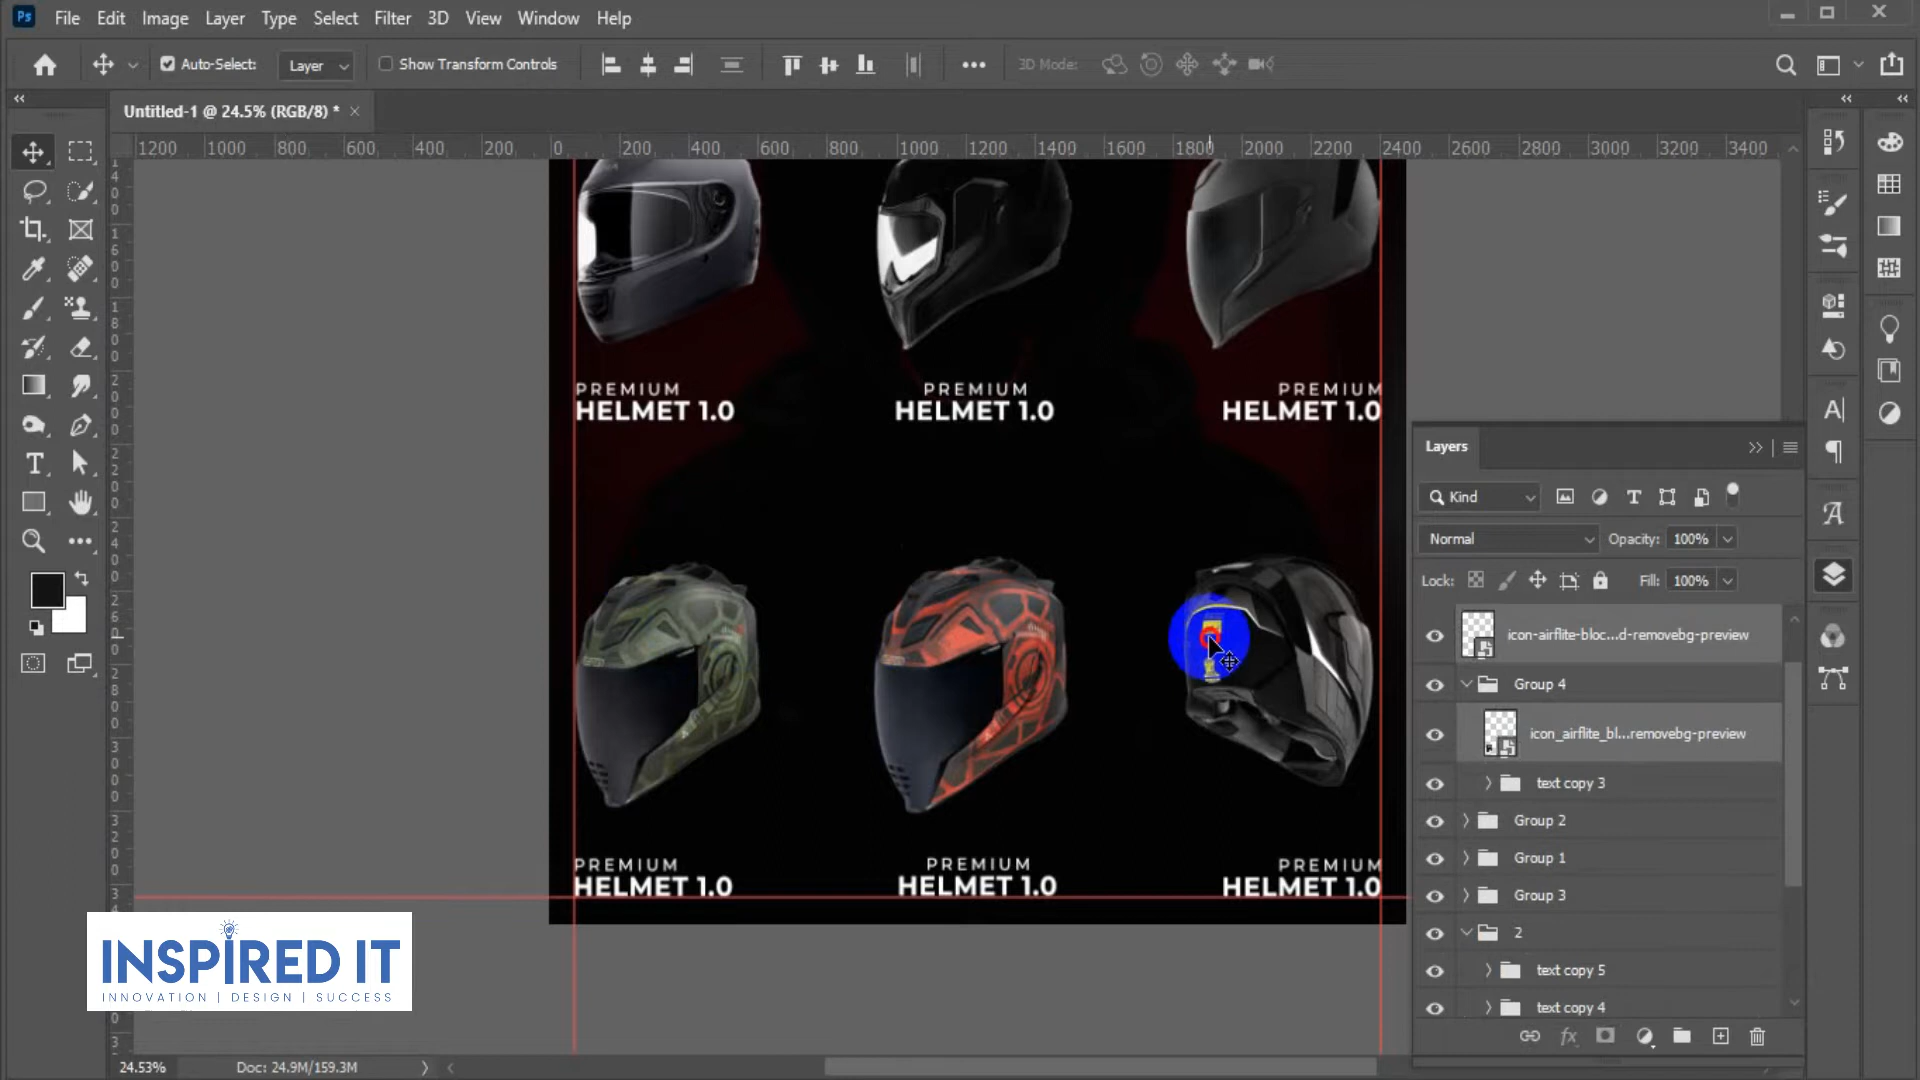 Ps File Edit Image Layer Type Select Filter 3D View Window Help
Auto-Select: Layer Show Transform Controls 3D Mode:
Untitled-1 @ 24.5% (RGB/8) *
1200 1000 800 600 400 200 0 200 400 600 800 1000 1200 1400 1600 1800 2000 2200 2400 2600 2800 3000 3200 3400
PREMIUM
HELMET 1.0
PREMIUM
HELMET 1.0
PREMIUM
HELMET 1.0
PREMIUM
HELMET 1.0
PREMIUM
HELMET 1.0
PREMIUM
HELMET 1.0
Layers
Kind
Normal Opacity: 100%
Lock: Fill: 100%
icon-airflite-bloc...d-removebg-preview
Group 4
icon_airflite_bl...removebg-preview
text copy 3
Group 2
Group 1
Group 3
2
text copy 5
text copy 4
fx
INSPIRED IT
INNOVATION | DESIGN | SUCCESS
24.53% Doc: 24.9M/159.3M